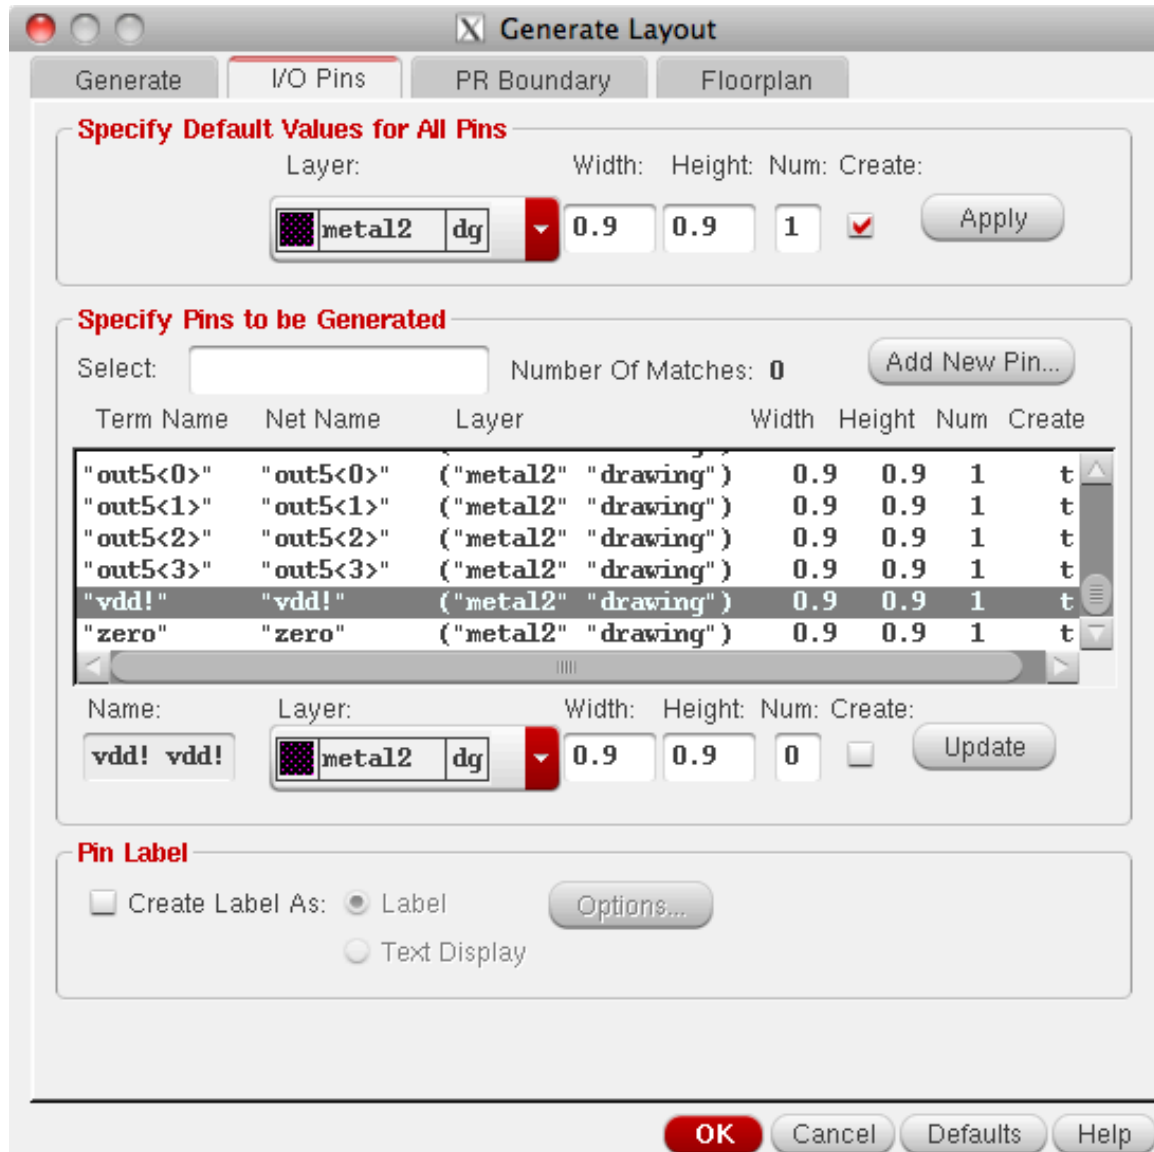 Generate Layout
Generate I/O Pins PR Boundary Floorplan
Specify Default Values for All Pins
Layer: Width: Height: Num: Create:
metal2 dg 0.9 0.9 1 Apply
Specify Pins to be Generated
Select: Number Of Matches: 0 Add New Pin...
Term Name Net Name Layer Width Height Num Create
"out5<0>" "out5<0>" ("metal2" "drawing") 0.9 0.9 1 t
"out5<1>" "out5<1>" ("metal2" "drawing") 0.9 0.9 1 t
"out5<2>" "out5<2>" ("metal2" "drawing") 0.9 0.9 1 t
"out5<3>" "out5<3>" ("metal2" "drawing") 0.9 0.9 1 t
"vdd!" "vdd!" ("metal2" "drawing") 0.9 0.9 1 t
"zero" "zero" ("metal2" "drawing") 0.9 0.9 1 t
Name: Layer: Width: Height: Num: Create:
vdd! vdd! metal2 dg 0.9 0.9 0 Update
Pin Label
Create Label As: Label Options...
Text Display
OK Cancel Defaults Help